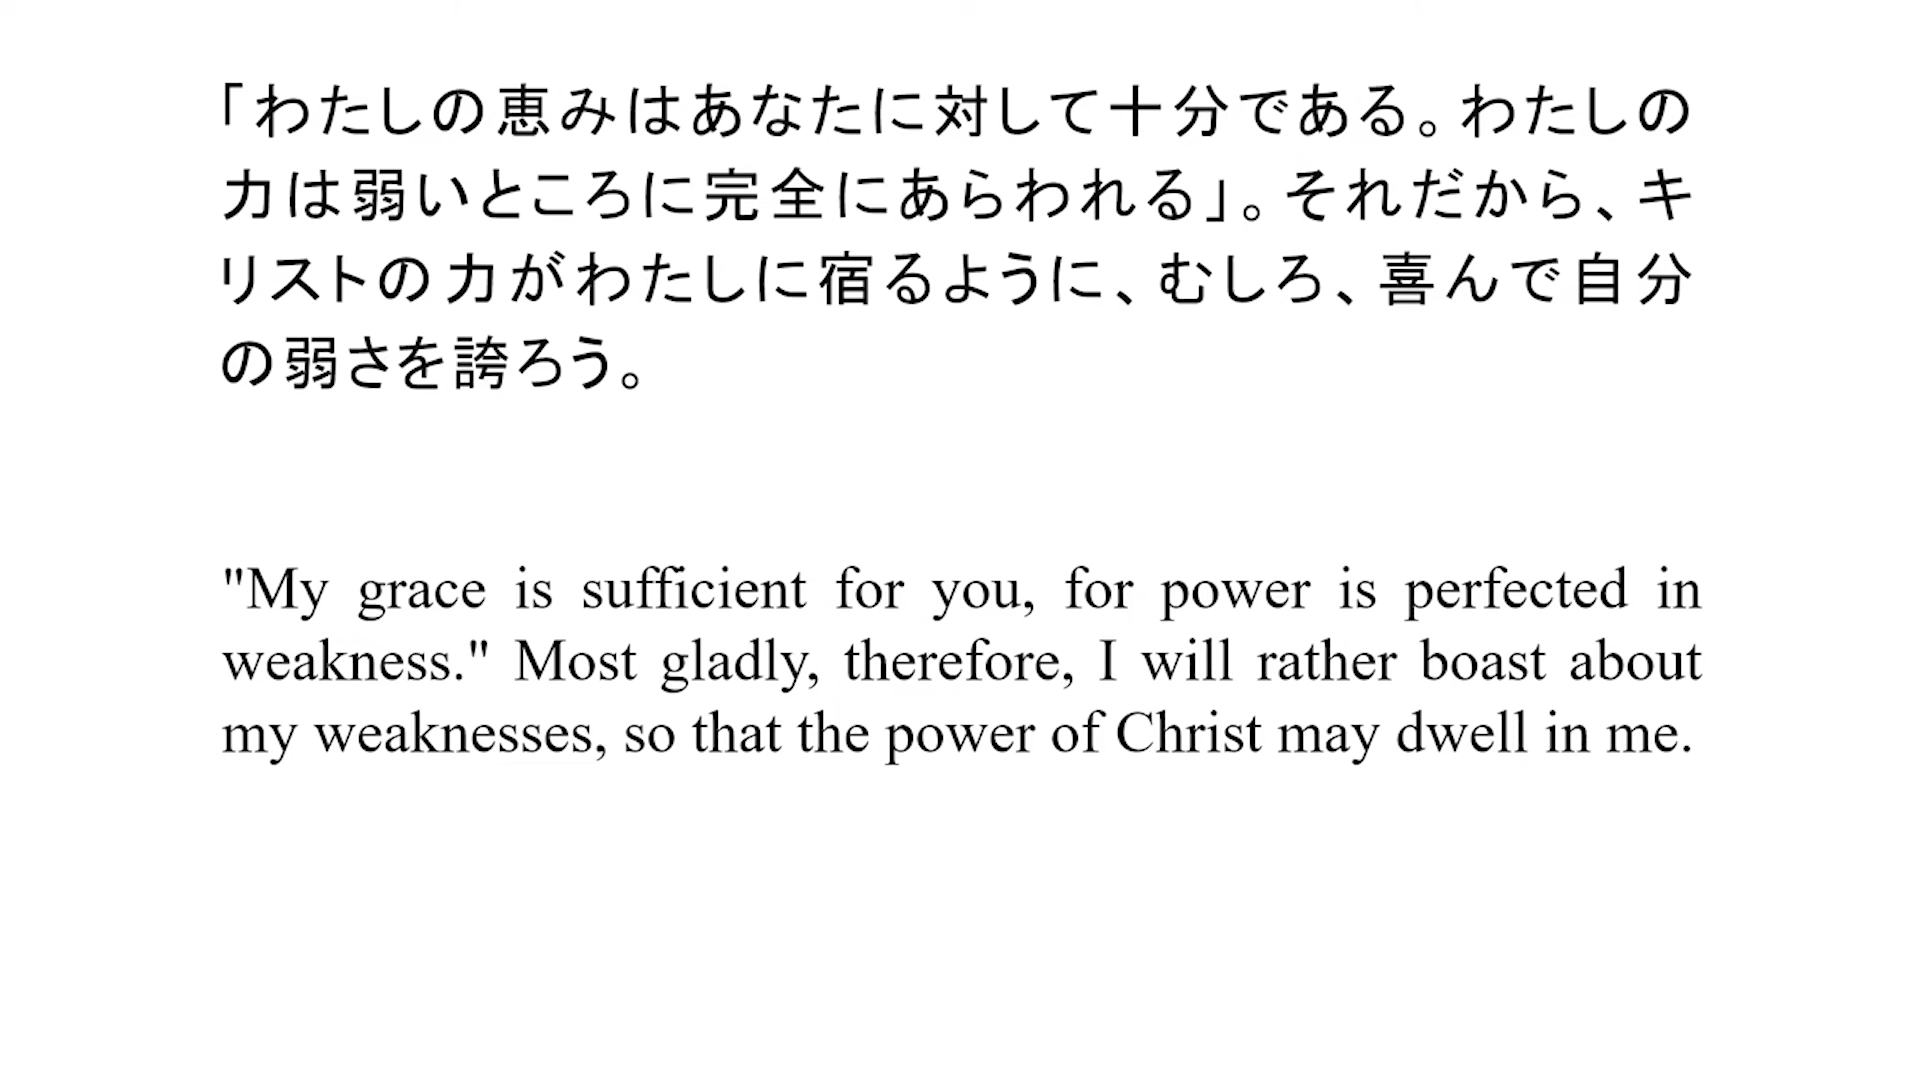 「わたしの恵みはあなたに対して十分である。わたしの
力は弱いところに完全にあらわれる」。それだから、キ
リストの力がわたしに宿るように、むしろ、喜んで自分
の弱さを誇ろう。
"My grace is sufficient for you, for power is perfected in
weakness." Most gladly, therefore, I will rather boast about
my weaknesses, so that the power of Christ may dwell in me.